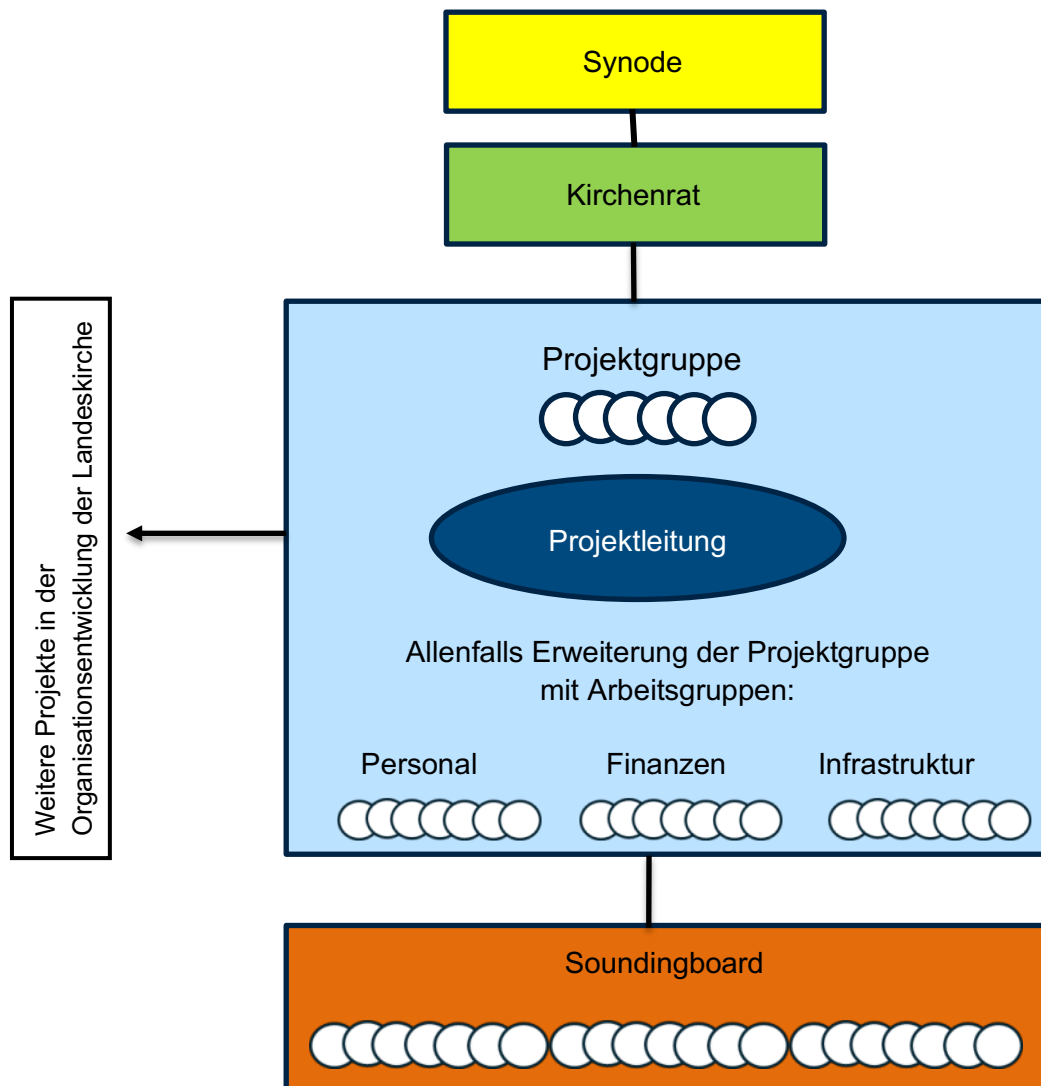 Synode
Kirchenrat
Weitere Projekte in der
Organisationsentwicklung der Landeskirche
Projektgruppe
Projektleitung
Allenfalls Erweiterung der Projektgruppe
mit Arbeitsgruppen:
Personal
Finanzen
Infrastruktur
Soundingboard